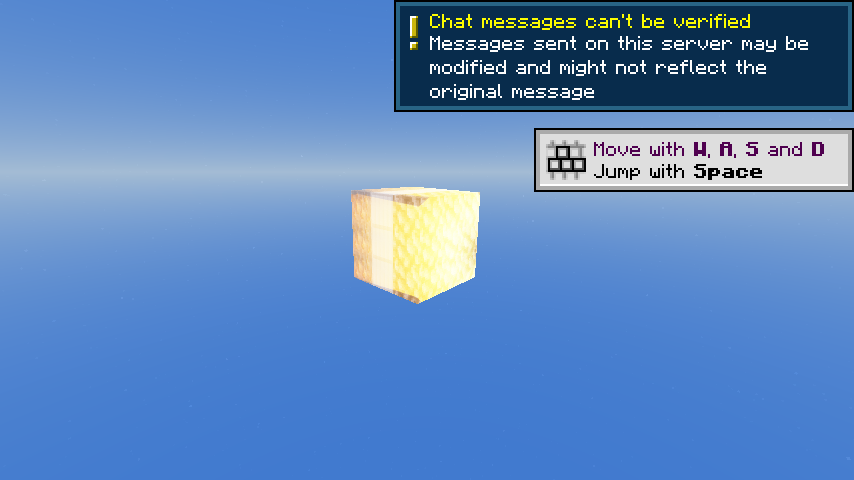 Chat messages can't be verified
Messages sent on this server may be
modified and might not reflect the
original message
Move with W, A, S and D
Jump with Space